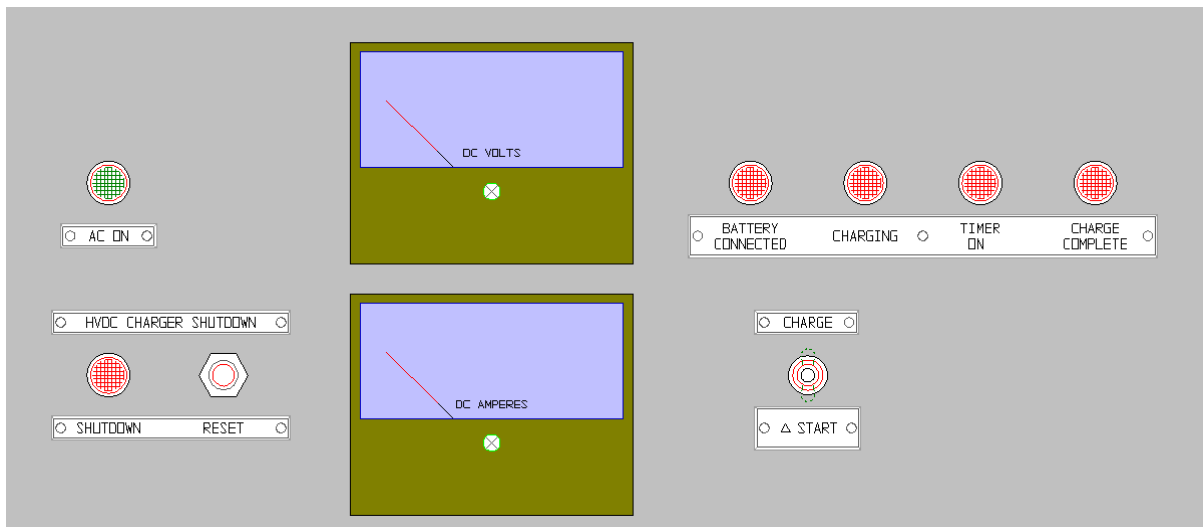 DC VOLTS
AC ON
BATTERY CONNECTED
CHARGING
TIMER ON
CHARGE COMPLETE
HVDC CHARGER SHUTDOWN
SHUTDOWN RESET
DC AMPERES
CHARGE
△ START